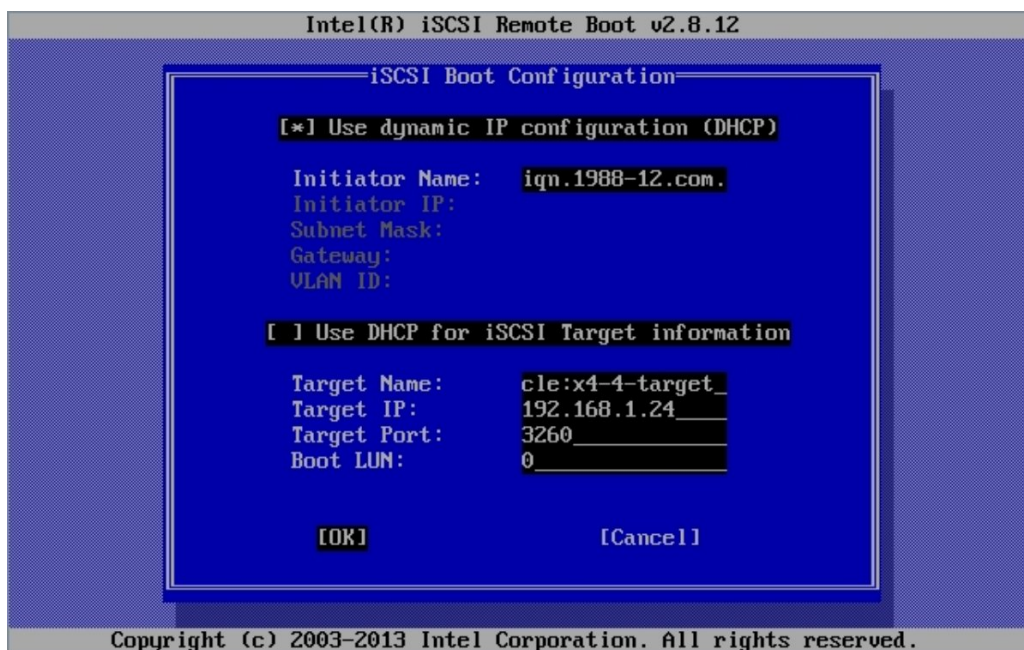 Intel(R) iSCSI Remote Boot v2.8.12
iSCSI Boot Configuration
[*] Use dynamic IP configuration (DHCP)
Initiator Name: iqn.1988-12.com.
Initiator IP:
Subnet Mask:
Gateway:
VLAN ID:
[ ] Use DHCP for iSCSI Target information
Target Name: cle:x4-4-target_
Target IP: 192.168.1.24____
Target Port: 3260____________
Boot LUN: 0_______________
[OK] [Cancel]
Copyright (c) 2003-2013 Intel Corporation. All rights reserved.